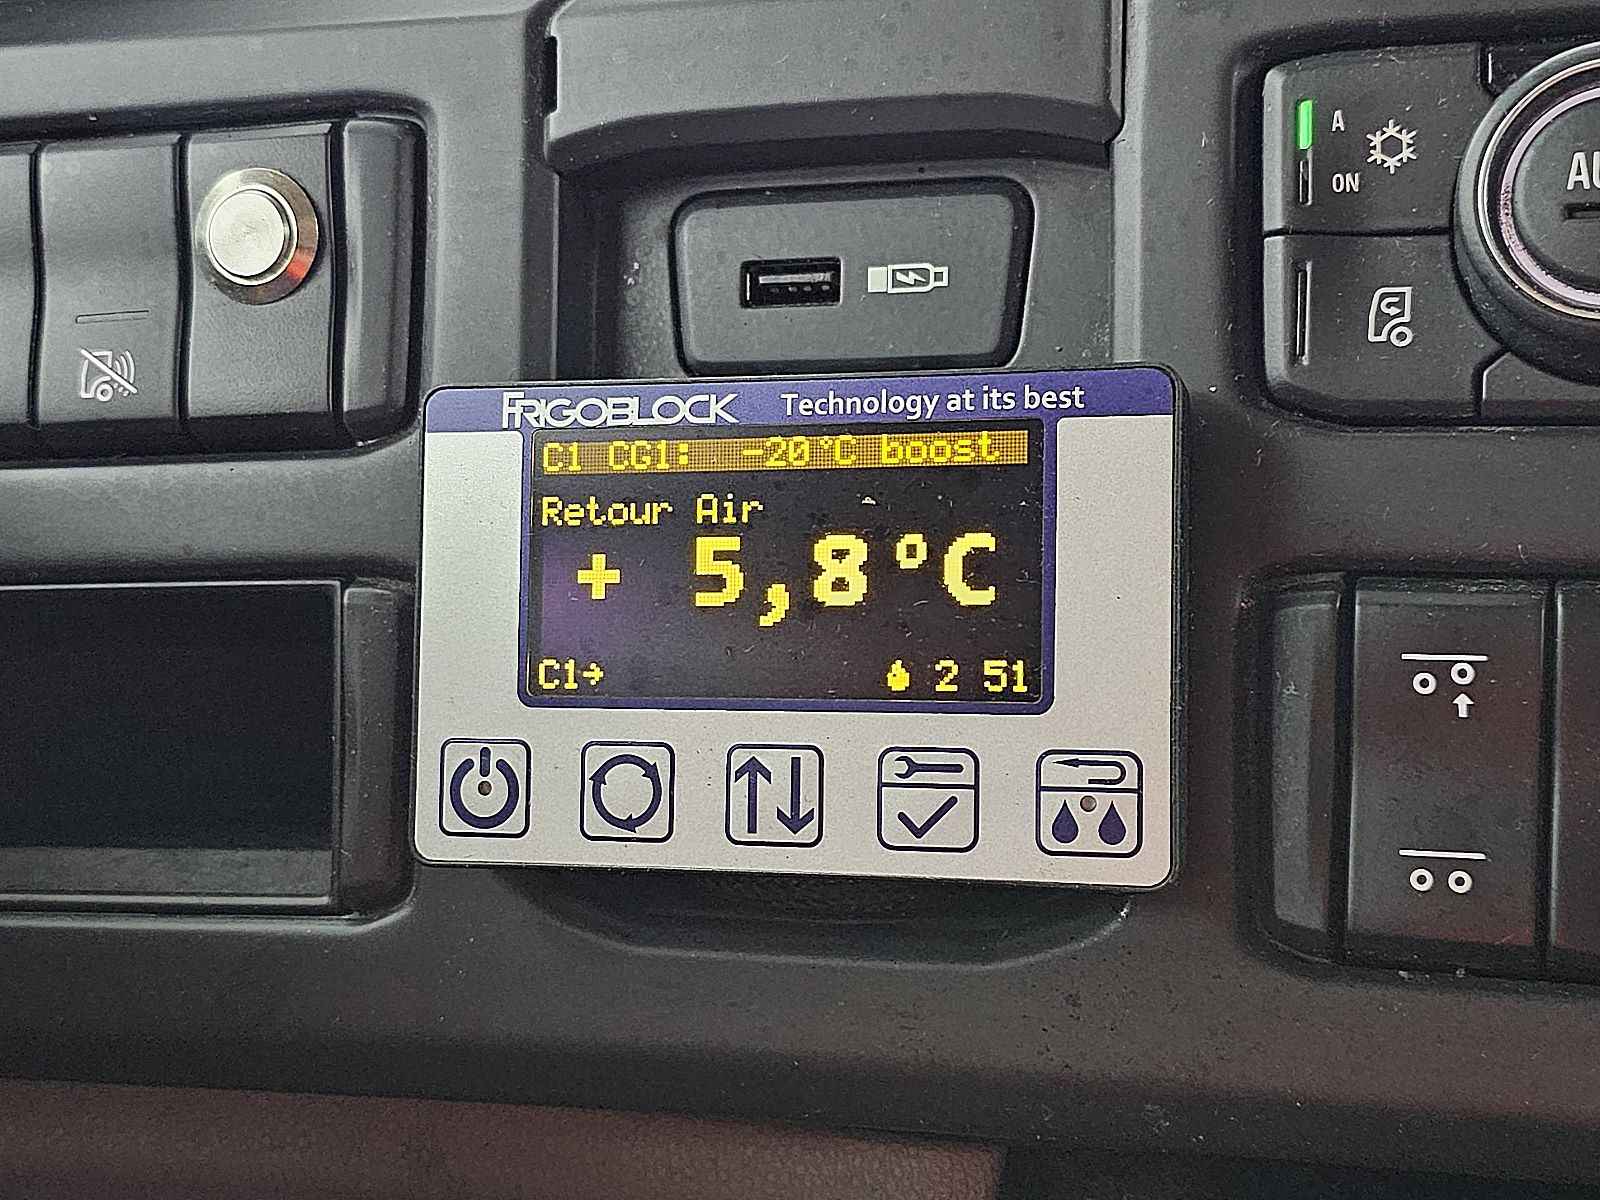 A
ON
AU
FRIGOBLOCK Technology at its best
C1 CG1: -20°C boost
Retour Air
+ 5,8°C
C1→ 2 51